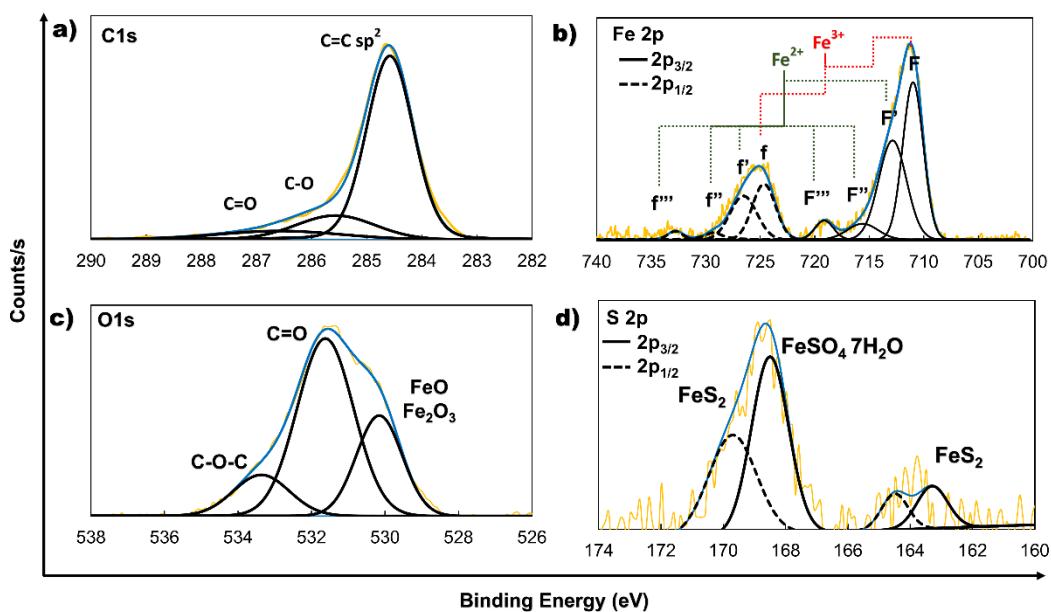 a)
C1s
C=C sp²
C-O
C=O
290 289 288 287 286 285 284 283 282
b)
Fe 2p
2p3/2
2p1/2
Fe3+
Fe2+
F
F'
F''
F'''
f
f'
f''
f'''
740 735 730 725 720 715 710 705 700
c)
O1s
C=O
FeO
Fe2O3
C-O-C
538 536 534 532 530 528 526
d)
S 2p
2p3/2
2p1/2
FeSO4 7H2O
FeS2
FeS2
174 172 170 168 166 164 162 160
Counts/s
Binding Energy (eV)